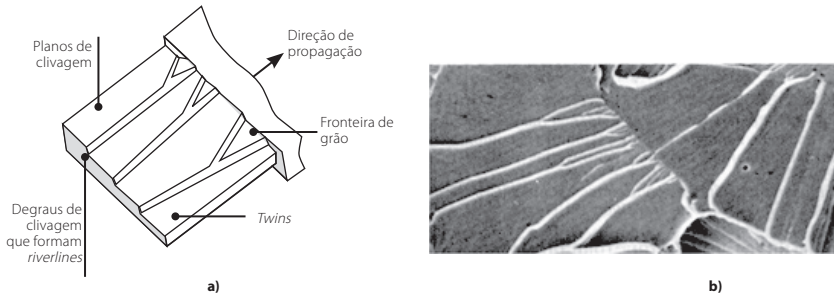 Planos de
clivagem
Direção de
propagação
Fronteira de
grão
Degraus de
clivagem
que formam
riverlines
Twins
a)
b)